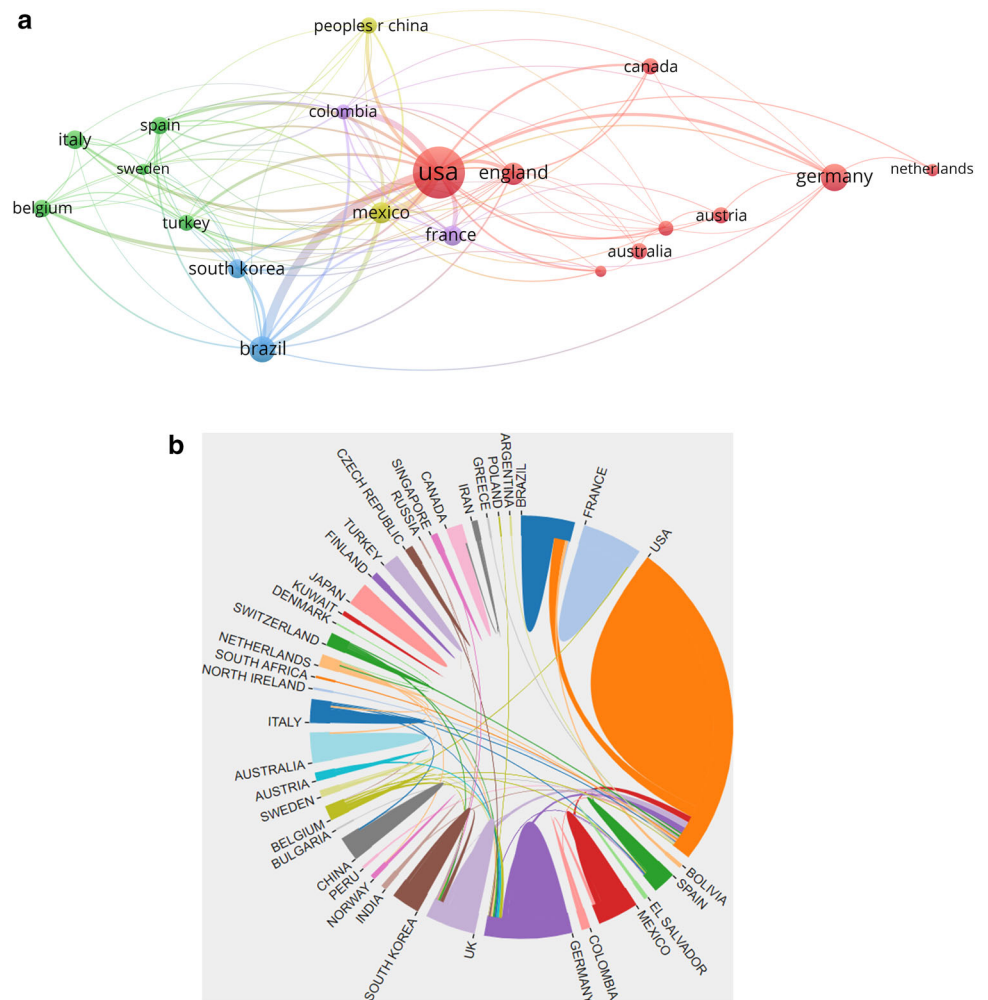 a
peoples r china
canada
colombia
spain
italy
sweden
usa
england
germany
netherlands
belgium
turkey
mexico
austria
france
australia
south korea
brazil
b
ARGENTINA
BRAZIL
POLAND
GREECE
IRAN
CANADA
SINGAPORE
RUSSIA
CZECH REPUBLIC
TURKEY
FINLAND
JAPAN
KUWAIT
DENMARK
SWITZERLAND
NETHERLANDS
SOUTH AFRICA
NORTH IRELAND
ITALY
AUSTRALIA
AUSTRIA
SWEDEN
BELGIUM
BULGARIA
CHINA
PERU
NORWAY
INDIA
SOUTH KOREA
UK
GERMANY
COLOMBIA
MEXICO
EL SALVADOR
SPAIN
BOLIVIA
USA
FRANCE